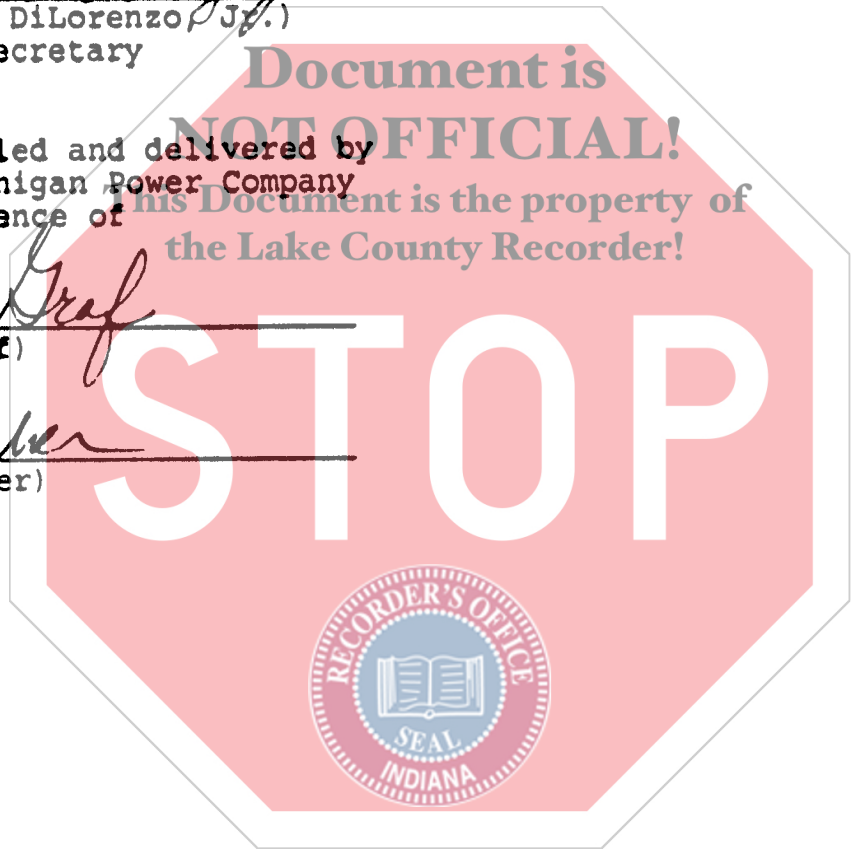 DiLorenzo, Jr.)
ecretary
Document is
NOT OFFICIAL!
led and delivered by
higan Power Company
ence of
This Document is the property of
the Lake County Recorder!
Graf
f)
STOP
er)
RECORDER'S OFFICE
SEAL
INDIANA